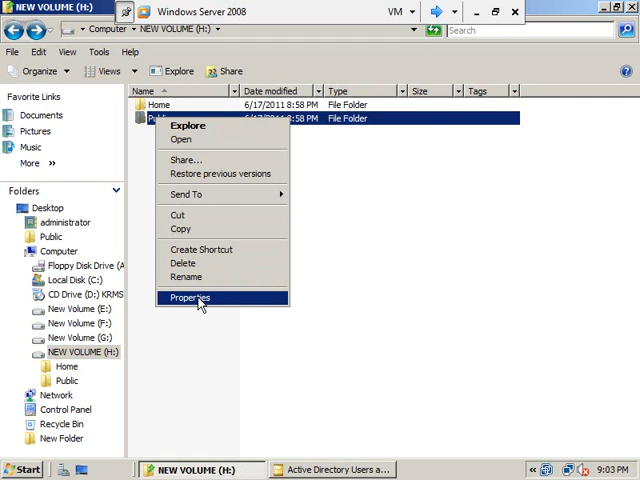 NEW VOLUME (H:)
Windows Server 2008
VM
Computer
NEW VOLUME (H:)
Search
File
Edit
View
Tools
Help
Organize
Views
Explore
Share
Favorite Links
Documents
Pictures
Music
More »
Folders
Desktop
administrator
Public
Computer
Floppy Disk Drive (A
Local Disk (C:)
CD Drive (D:) KRMS
New Volume (E:)
New Volume (F:)
New Volume (G:)
NEW VOLUME (H:)
Home
Public
Network
Control Panel
Recycle Bin
New Folder
Name
Date modified
Type
Size
Tags
Home
6/17/2011 8:58 PM
File Folder
8:58 PM
File Folder
Explore
Open
Share...
Restore previous versions
Send To
Cut
Copy
Create Shortcut
Delete
Rename
Properties
Start
NEW VOLUME (H:)
Active Directory Users a...
9:03 PM